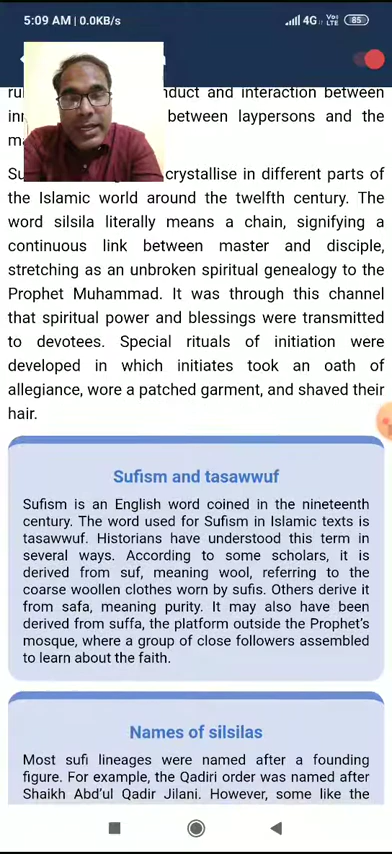 5:09 AM | 0.0KB/s
4G
Vo
LTE
85
nduct and interaction between
between laypersons and the
crystallise in different parts of
the Islamic world around the twelfth century. The
word silsila literally means a chain, signifying a
continuous link between master and disciple,
stretching as an unbroken spiritual genealogy to the
Prophet Muhammad. It was through this channel
that spiritual power and blessings were transmitted
to devotees. Special rituals of initiation were
developed in which initiates took an oath of
allegiance, wore a patched garment, and shaved their
hair.
Sufism and tasawwuf
Sufism is an English word coined in the nineteenth
century. The word used for Sufism in Islamic texts is
tasawwuf. Historians have understood this term in
several ways. According to some scholars, it is
derived from suf, meaning wool, referring to the
coarse woollen clothes worn by sufis. Others derive it
from safa, meaning purity. It may also have been
derived from suffa, the platform outside the Prophet's
mosque, where a group of close followers assembled
to learn about the faith.
Names of silsilas
Most sufi lineages were named after a founding
figure. For example, the Qadiri order was named after
Shaikh Abd'ul Qadir Jilani. However, some like the